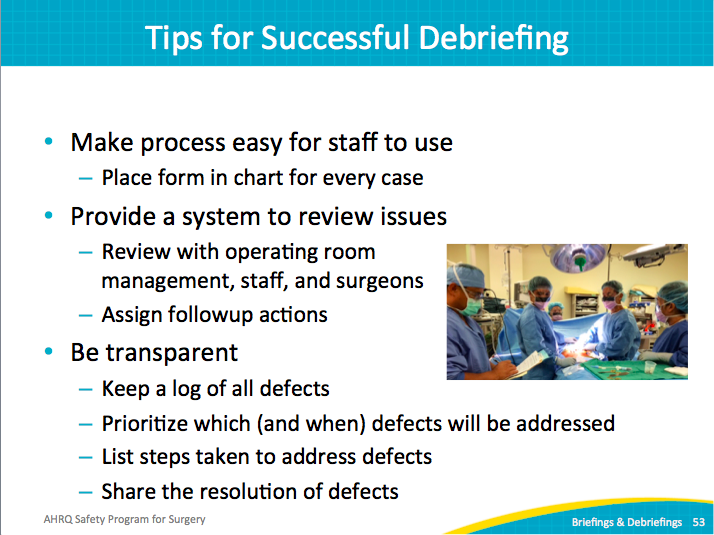 Tips for Successful Debriefing
• Make process easy for staff to use
– Place form in chart for every case
• Provide a system to review issues
– Review with operating room
management, staff, and surgeons
– Assign followup actions
• Be transparent
– Keep a log of all defects
– Prioritize which (and when) defects will be addressed
– List steps taken to address defects
– Share the resolution of defects
AHRQ Safety Program for Surgery
Briefings & Debriefings 53